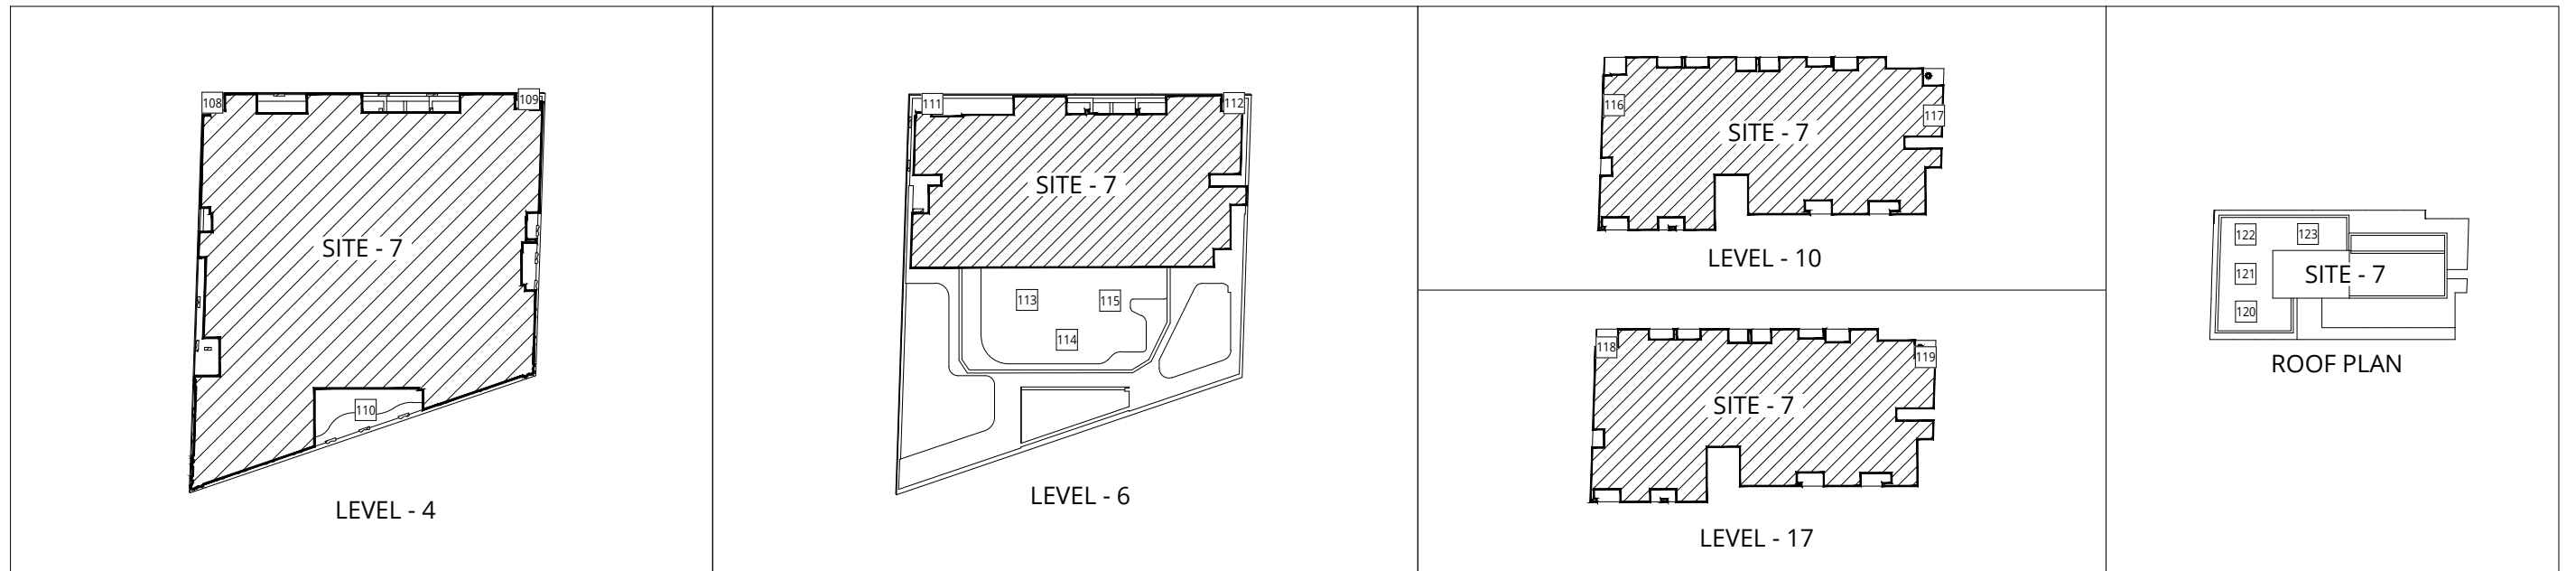 108
109
SITE - 7
110
LEVEL - 4
111
112
SITE - 7
113
115
114
LEVEL - 6
116
117
SITE - 7
LEVEL - 10
118
119
SITE - 7
LEVEL - 17
122
123
121
SITE - 7
120
ROOF PLAN